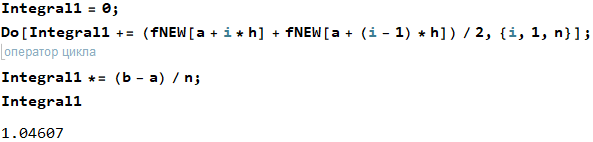 Integral1 = 0;
Do[Integral1 += (fNEW[a + i * h] + fNEW[a + (i - 1) * h]) / 2, {i, 1, n}];
оператор цикла
Integral1 *= (b - a) / n;
Integral1
1.04607